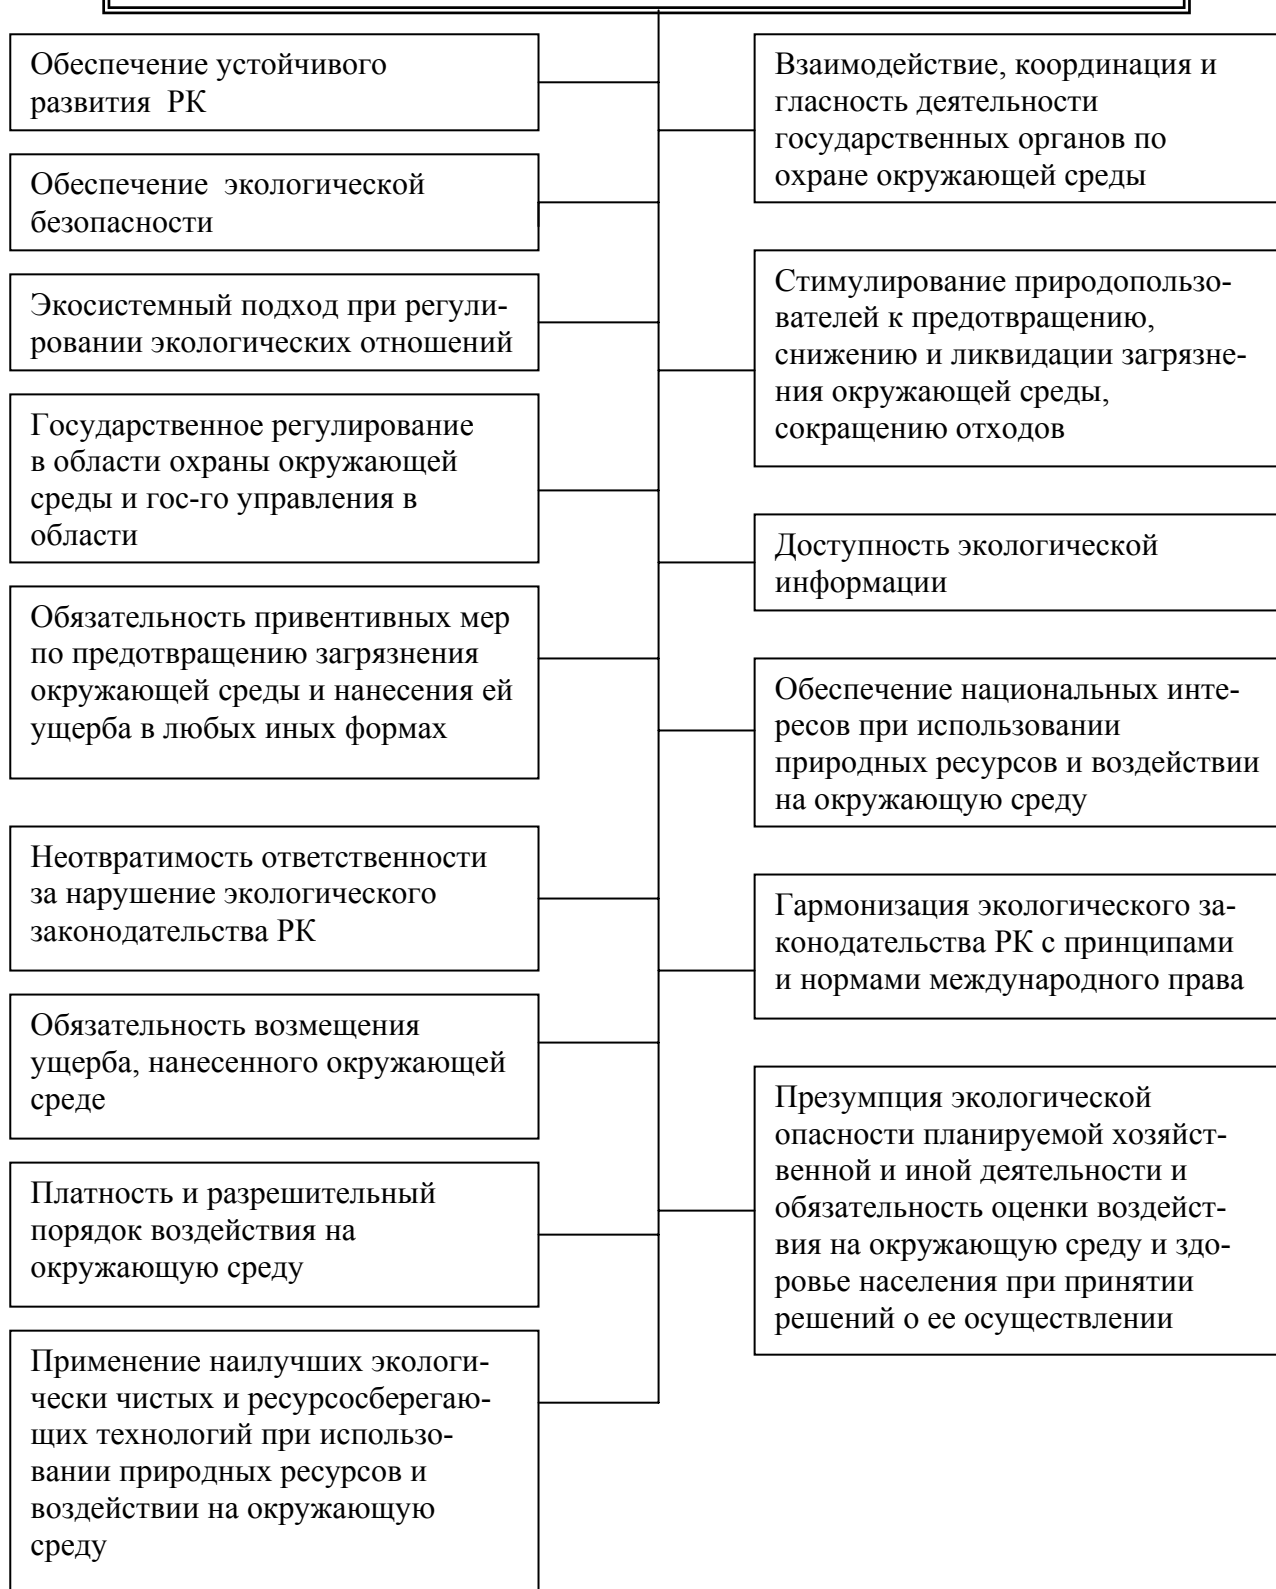 Обеспечение устойчивого
развития РК
Обеспечение экологической
безопасности
Экосистемный подход при регули-
ровании экологических отношений
Государственное регулирование
в области охраны окружающей
среды и гос-го управления в
области
Обязательность привентивных мер
по предотвращению загрязнения
окружающей среды и нанесения ей
ущерба в любых иных формах
Неотвратимость ответственности
за нарушение экологического
законодательства РК
Обязательность возмещения
ущерба, нанесенного окружающей
среде
Платность и разрешительный
порядок воздействия на
окружающую среду
Применение наилучших экологи-
чески чистых и ресурсосберегаю-
щих технологий при использо-
вании природных ресурсов и
воздействии на окружающую
среду
Взаимодействие, координация и
гласность деятельности
государственных органов по
охране окружающей среды
Стимулирование природопользо-
вателей к предотвращению,
снижению и ликвидации загрязне-
ния окружающей среды,
сокращению отходов
Доступность экологической
информации
Обеспечение национальных инте-
ресов при использовании
природных ресурсов и воздействии
на окружающую среду
Гармонизация экологического за-
конодательства РК с принципами
и нормами международного права
Презумпция экологической
опасности планируемой хозяйст-
венной и иной деятельности и
обязательность оценки воздейст-
вия на окружающую среду и здо-
ровье населения при принятии
решений о ее осуществлении